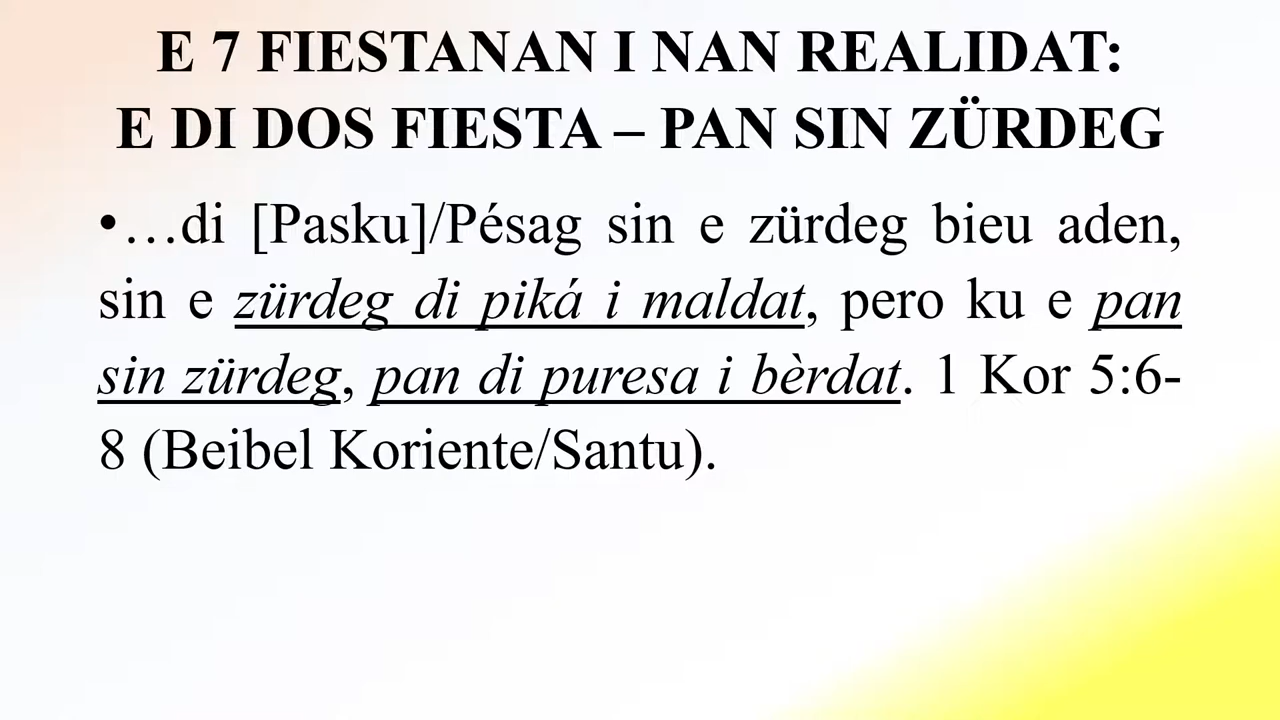 E 7 FIESTANAN I NAN REALIDAT:
E DI DOS FIESTA – PAN SIN ZÜRDEG
•…di [Pasku]/Pésag sin e zürdeg bieu aden,
sin e zürdeg di piká i maldat, pero ku e pan
sin zürdeg, pan di puresa i bèrdat. 1 Kor 5:6-
8 (Beibel Koriente/Santu).